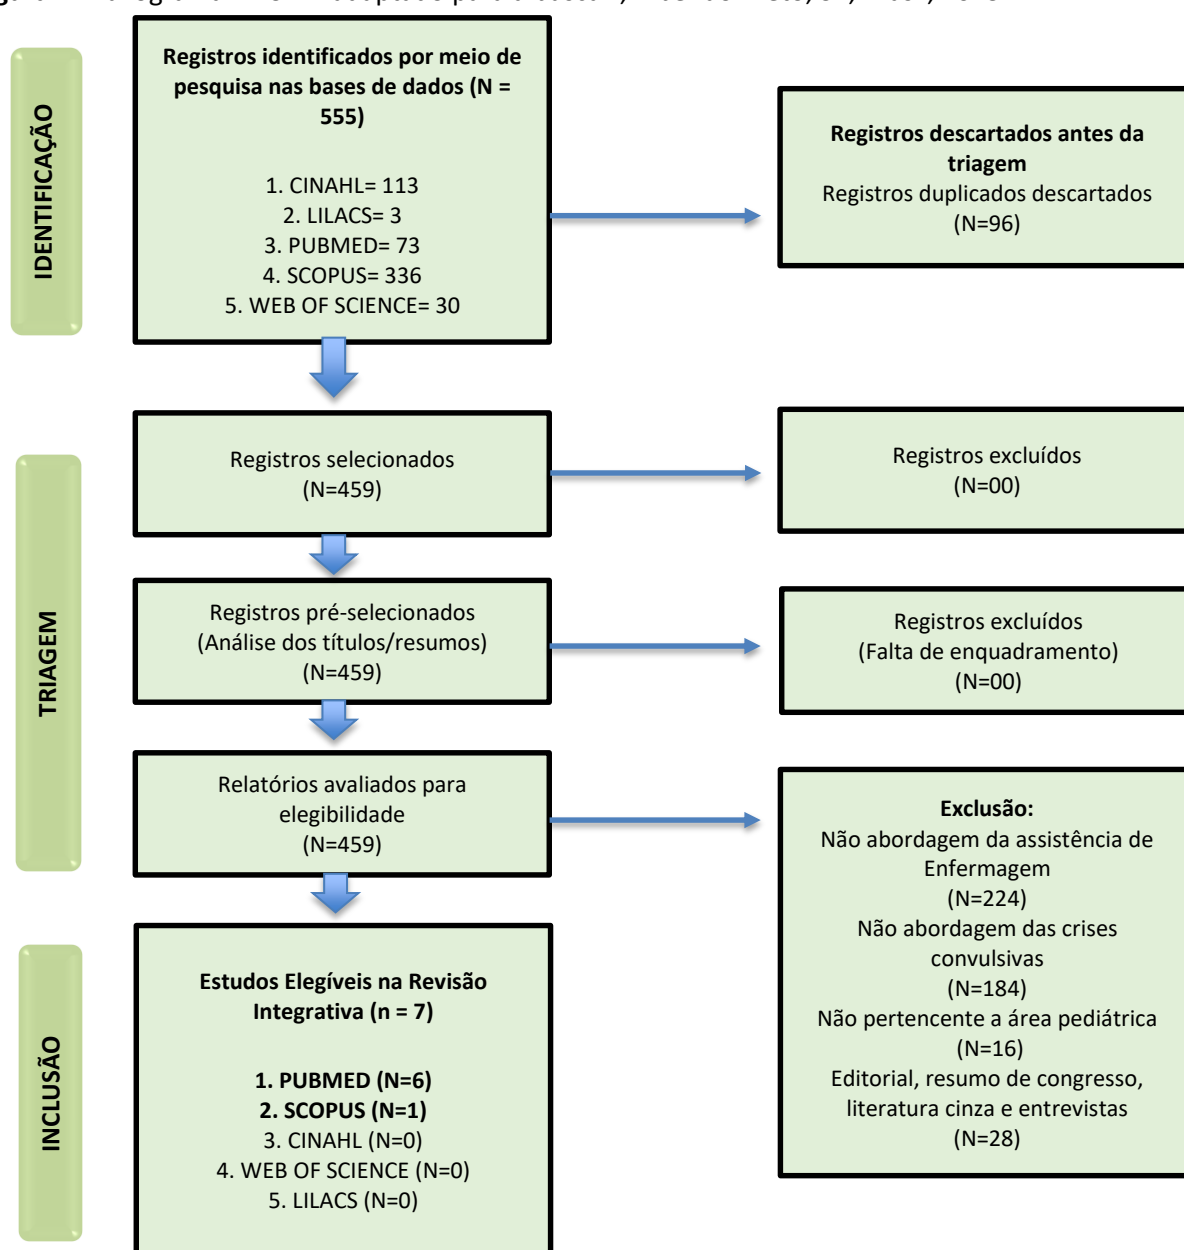 IDENTIFICAÇÃO
Registros identificados por meio de
pesquisa nas bases de dados (N =
555)
1. CINAHL= 113
2. LILACS= 3
3. PUBMED= 73
4. SCOPUS= 336
5. WEB OF SCIENCE= 30
Registros descartados antes da
triagem
Registros duplicados descartados
(N=96)
TRIAGEM
Registros selecionados
(N=459)
Registros excluídos
(N=00)
Registros pré-selecionados
(Análise dos títulos/resumos)
(N=459)
Registros excluídos
(Falta de enquadramento)
(N=00)
Relatórios avaliados para
elegibilidade
(N=459)
Exclusão:
Não abordagem da assistência de
Enfermagem
(N=224)
Não abordagem das crises
convulsivas
(N=184)
Não pertencente a área pediátrica
(N=16)
Editorial, resumo de congresso,
literatura cinza e entrevistas
(N=28)
INCLUSÃO
Estudos Elegíveis na Revisão
Integrativa (n = 7)
1. PUBMED (N=6)
2. SCOPUS (N=1)
3. CINAHL (N=0)
4. WEB OF SCIENCE (N=0)
5. LILACS (N=0)